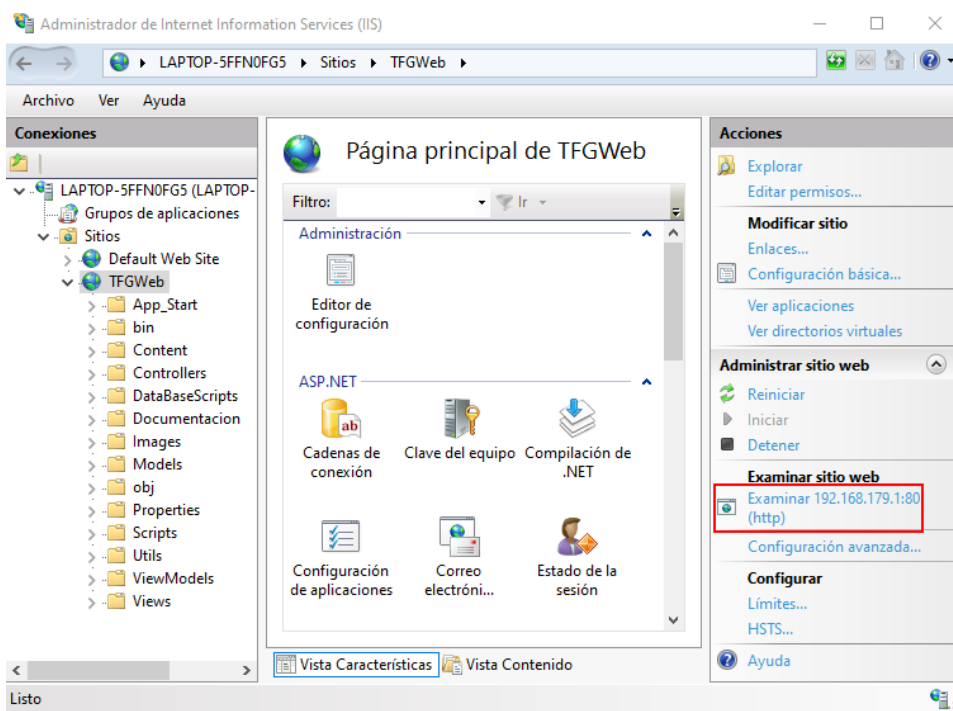 Administrador de Internet Information Services (IIS)
LAPTOP-5FFN0FG5 Sitios TFGWeb
Archivo Ver Ayuda
Conexiones
LAPTOP-5FFN0FG5 (LAPTOP-
Grupos de aplicaciones
Sitios
Default Web Site
TFGWeb
App_Start
bin
Content
Controllers
DataBaseScripts
Documentacion
Images
Models
obj
Properties
Scripts
Utils
ViewModels
Views
Página principal de TFGWeb
Filtro: Ir
Administración
Editor de
configuración
ASP.NET
ab
Cadenas de
conexión
Clave del equipo
Compilación de
.NET
Configuración
de aplicaciones
Correo
electróni...
Estado de la
sesión
Vista Características Vista Contenido
Acciones
Explorar
Editar permisos...
Modificar sitio
Enlaces...
Configuración básica...
Ver aplicaciones
Ver directorios virtuales
Administrar sitio web
Reiniciar
Iniciar
Detener
Examinar sitio web
Examinar 192.168.179.1:80
(http)
Configuración avanzada...
Configurar
Límites...
HSTS...
Ayuda
Listo